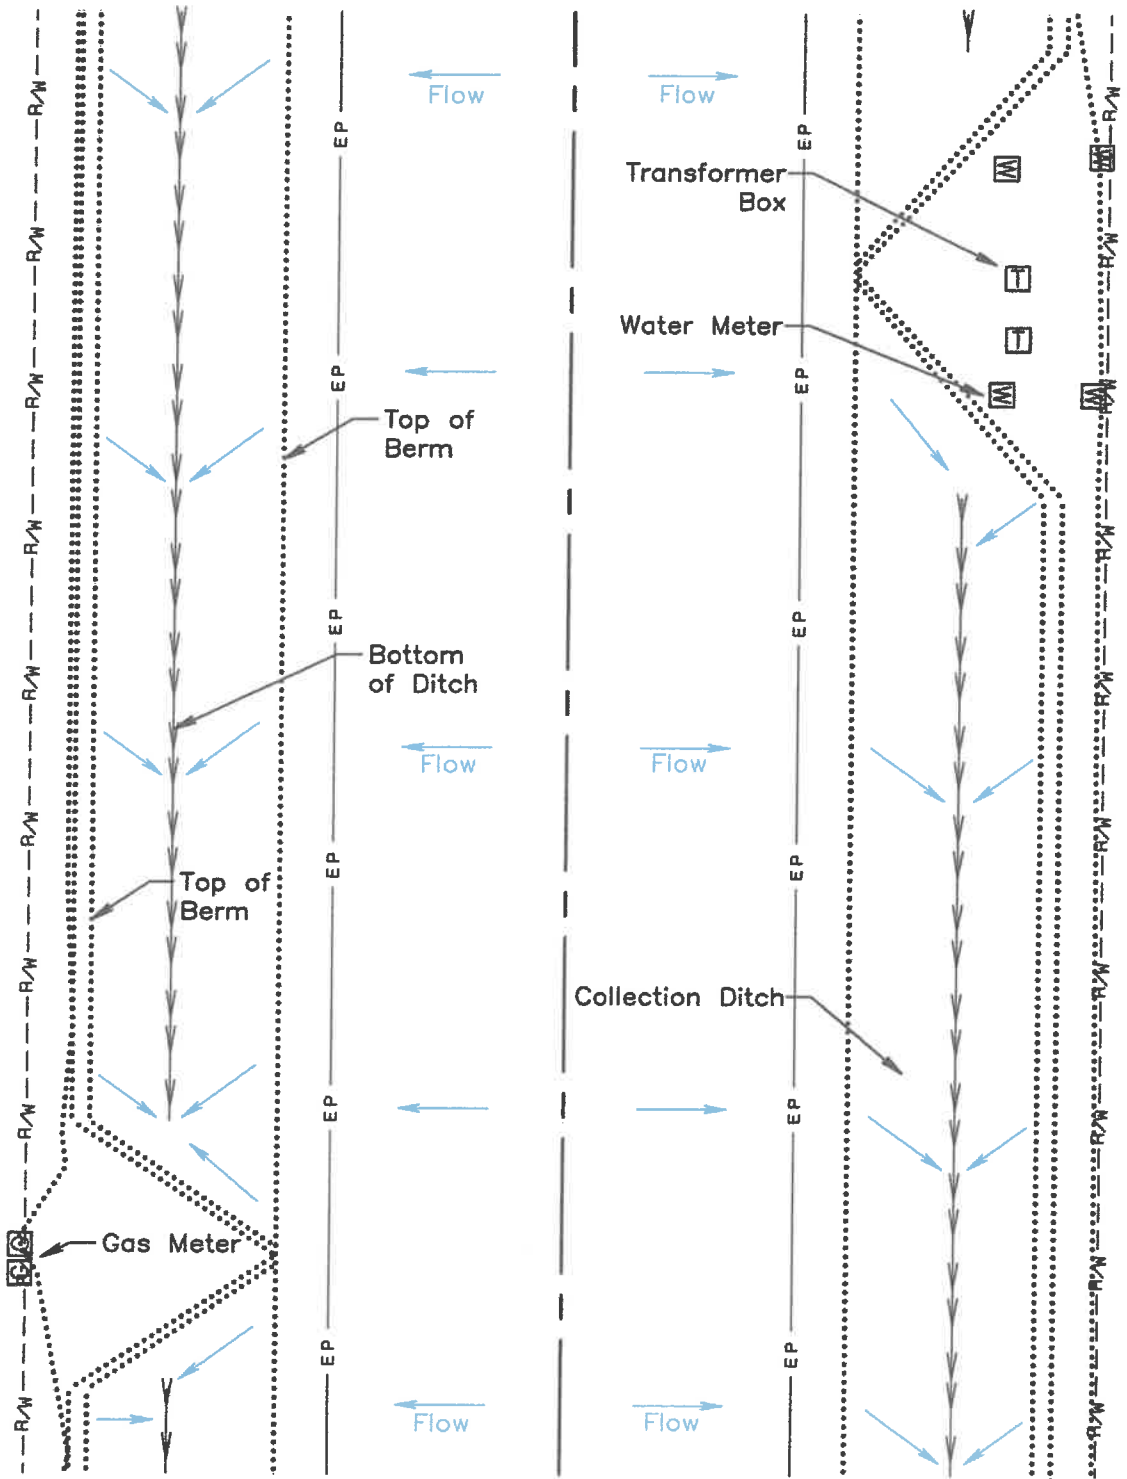 R/W
R/W
R/W
R/W
R/W
R/W
R/W
R/W
R/W
R/W
EP
EP
EP
EP
EP
EP
Flow
Flow
EP
EP
EP
EP
EP
EP
R/W
R/W
R/W
R/W
R/W
R/W
R/W
R/W
R/W
R/W
Transformer
Box
W
W
T
Water Meter
T
W
W
Top of
Berm
Bottom
of Ditch
Flow
Flow
Top of
Berm
Collection Ditch
Gas Meter
G
G
Flow
Flow